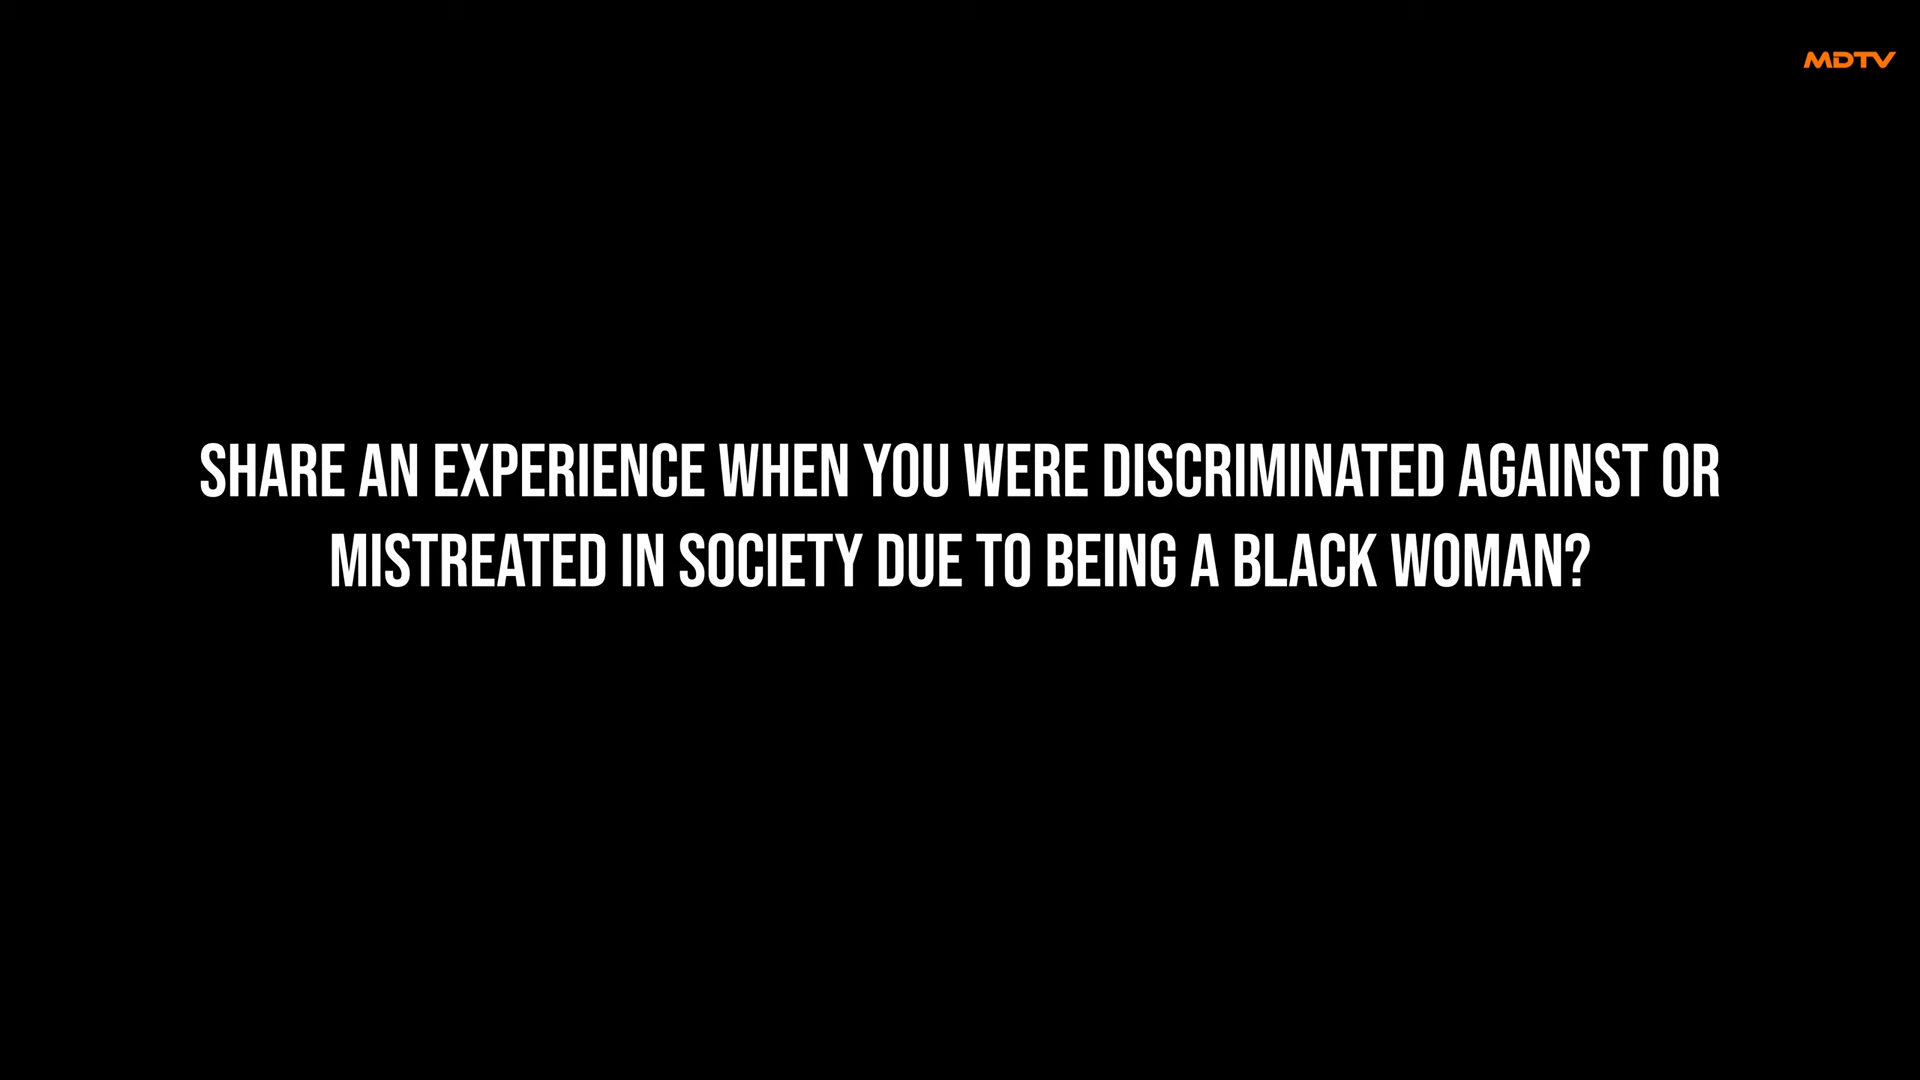 MDTV
SHARE AN EXPERIENCE WHEN YOU WERE DISCRIMINATED AGAINST OR
MISTREATED IN SOCIETY DUE TO BEING A BLACK WOMAN?